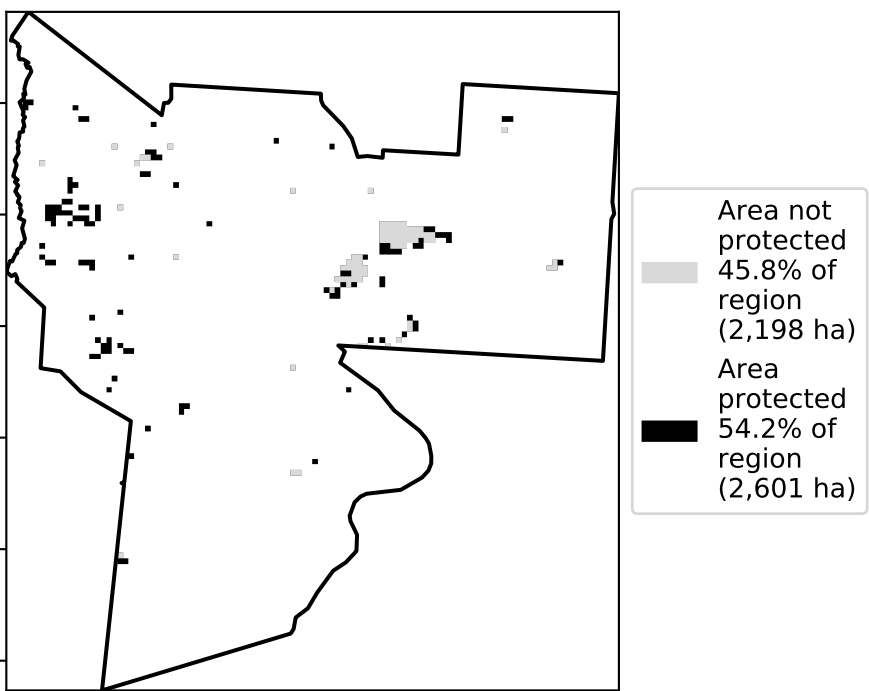 Area not
protected
45.8% of
region
(2,198 ha)
Area
protected
54.2% of
region
(2,601 ha)